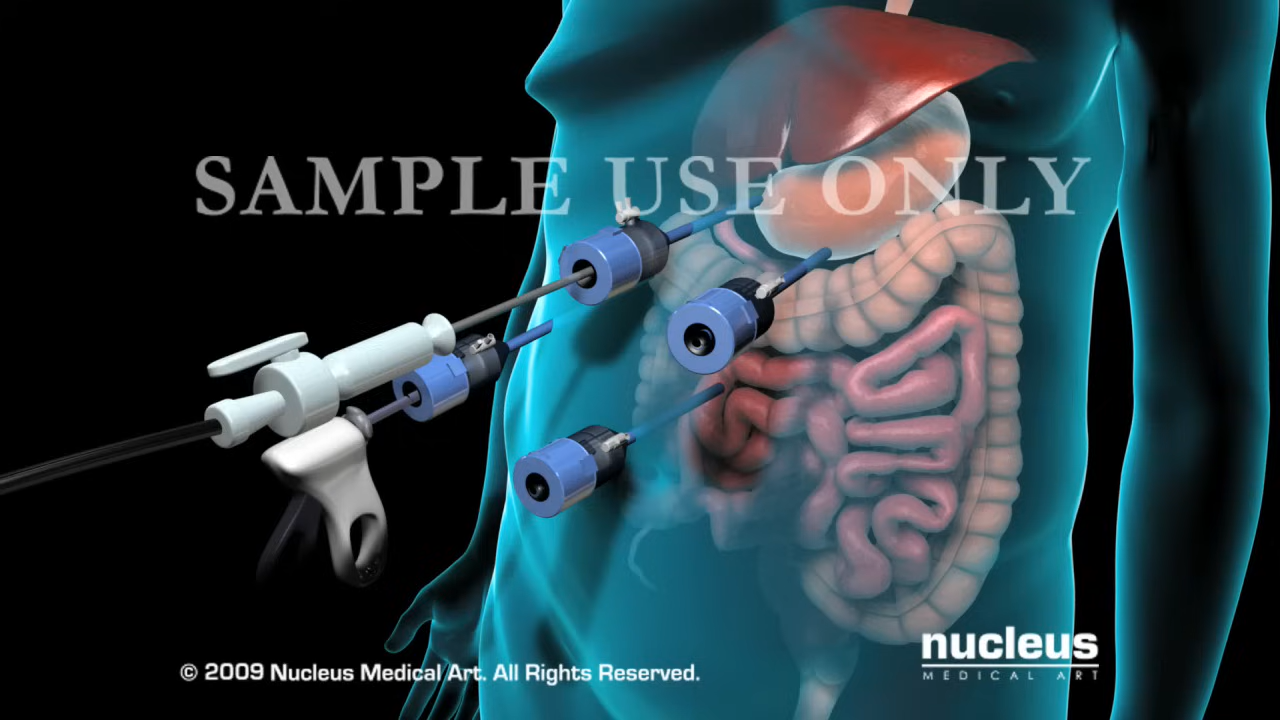 SAMPLE USE ONLY
© 2009 Nucleus Medical Art. All Rights Reserved.
nucleus
MEDICAL ART